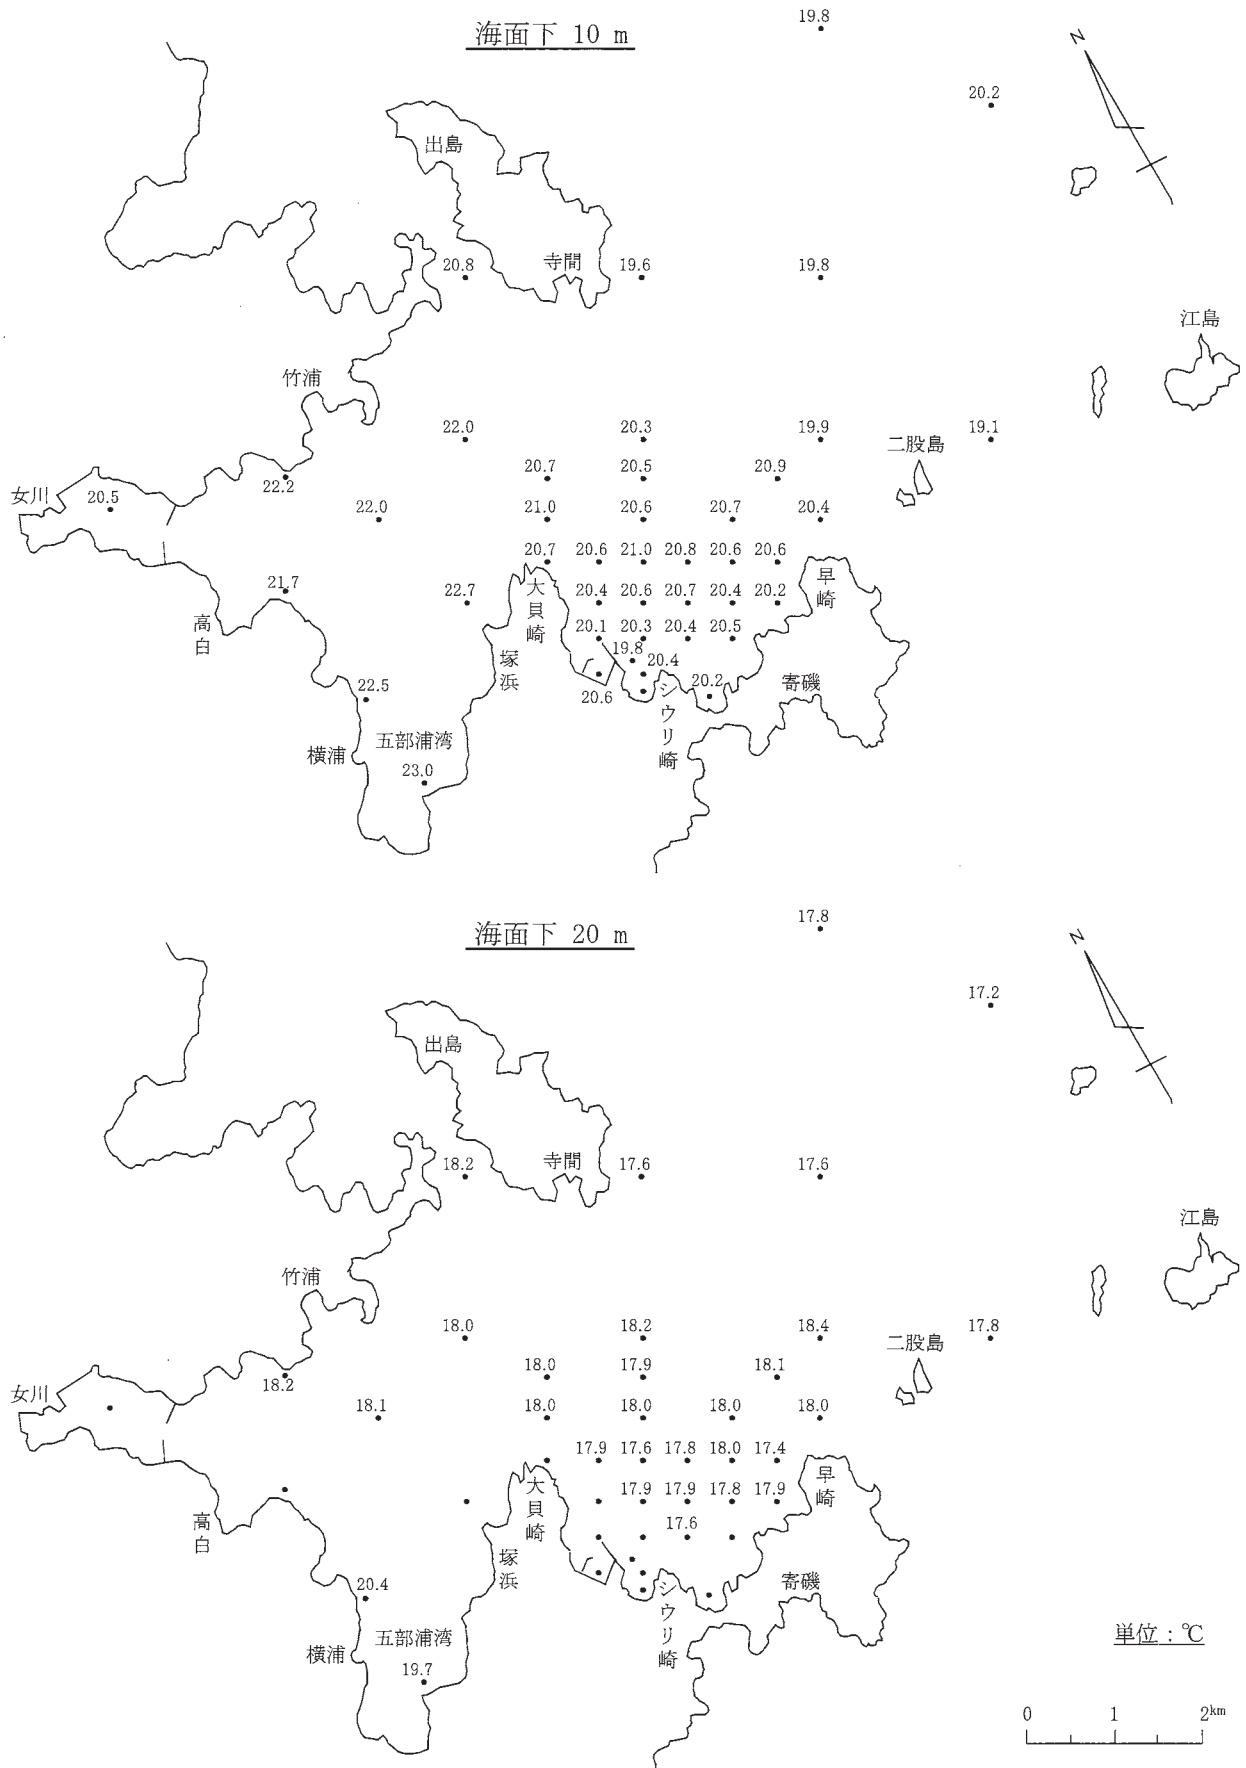 海面下 10 m
19.8
N
20.2
出島
寺間
20.8
19.6
19.8
江島
竹浦
22.0
20.3
19.9
19.1
二股島
20.7
20.5
20.9
女川
20.5
22.2
22.0
21.0
20.6
20.7
20.4
20.7
20.6
21.0
20.8
20.6
20.6
21.7
22.7
大貝崎
20.4
20.6
20.7
20.4
20.2
早崎
高白
20.1
20.3
20.4
20.5
塚浜
19.8
20.4
22.5
20.6
シウリ崎
20.2
寄磯
横浦
五部浦湾
23.0
海面下 20 m
17.8
N
17.2
出島
寺間
18.2
17.6
17.6
江島
竹浦
18.0
18.2
18.4
17.8
二股島
18.0
17.9
18.1
女川
18.2
18.1
18.0
18.0
18.0
18.0
17.9
17.6
17.8
18.0
17.4
大貝崎
17.9
17.9
17.8
17.9
早崎
高白
17.6
塚浜
20.4
シウリ崎
寄磯
横浦
五部浦湾
19.7
単位：℃
0 1 2km